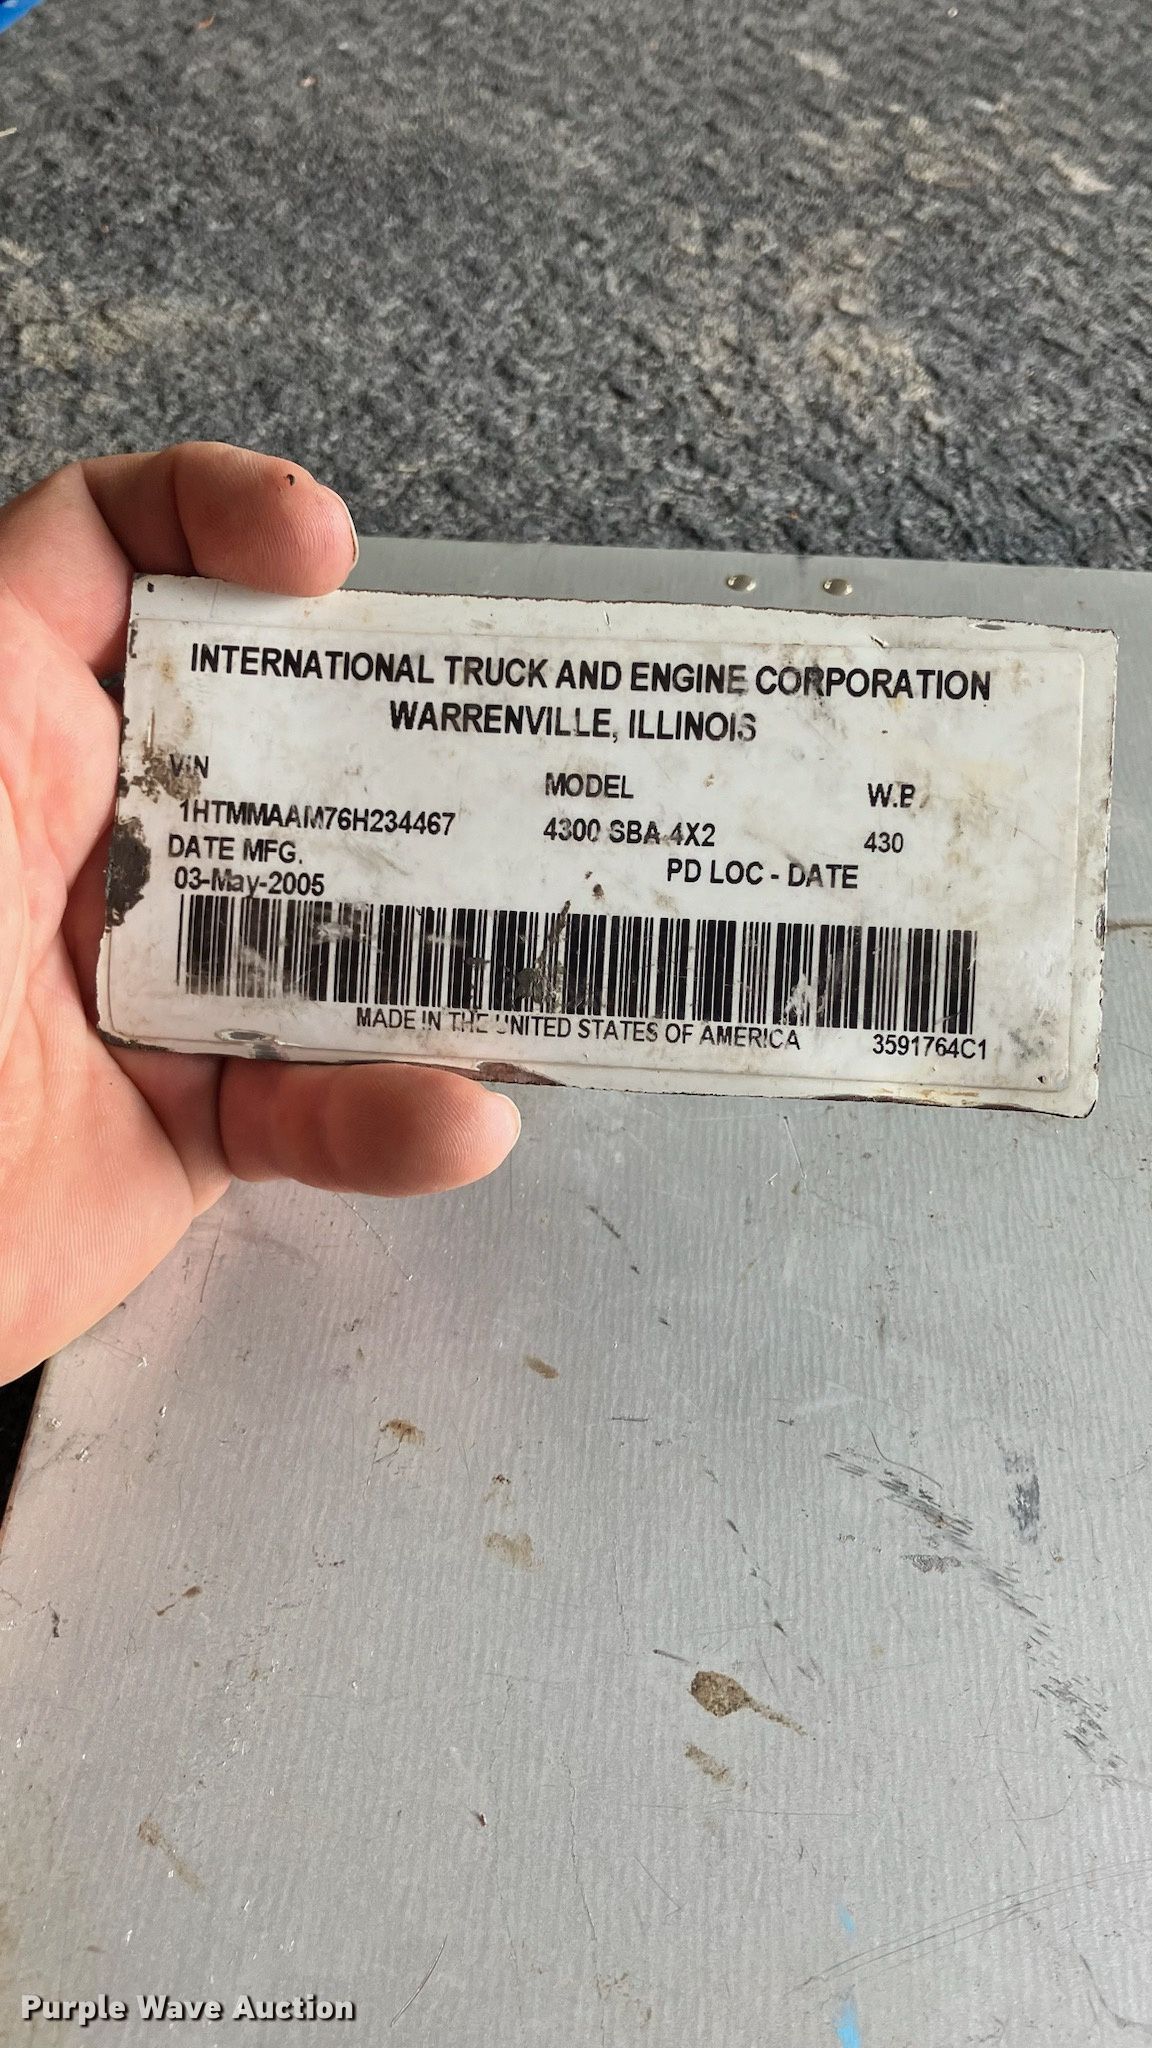 INTERNATIONAL TRUCK AND ENGINE CORPORATION
WARRENVILLE, ILLINOIS
VIN MODEL W.B.
1HTMMAAM76H234467 4300 SBA 4X2 430
DATE MFG. PD LOC - DATE
03-May-2005
MADE IN THE UNITED STATES OF AMERICA 3591764C1
Purple Wave Auction